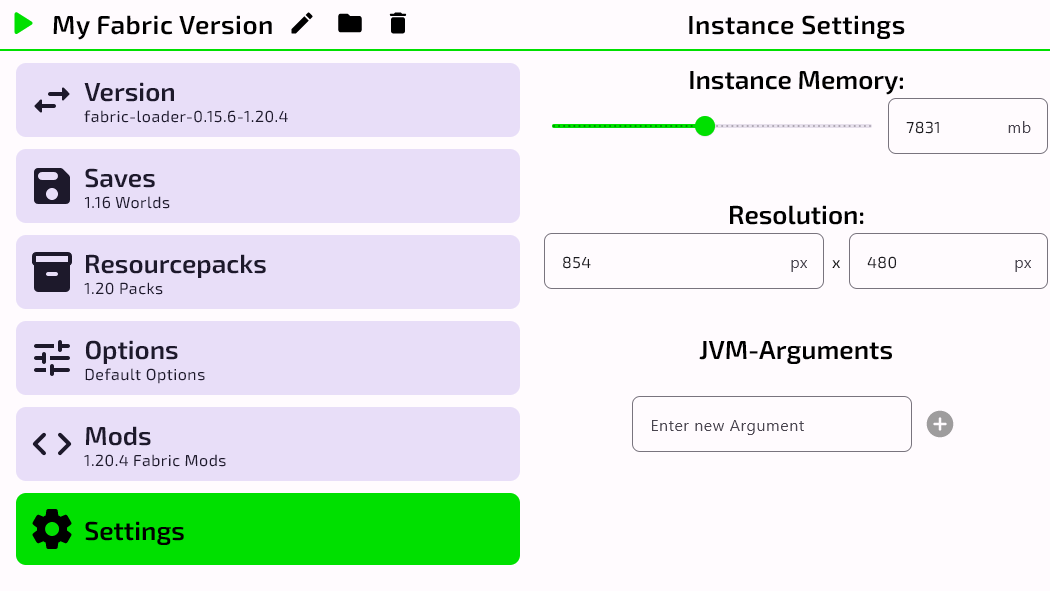 My Fabric Version
Instance Settings
Version
fabric-loader-0.15.6-1.20.4
Saves
1.16 Worlds
Resourcepacks
1.20 Packs
Options
Default Options
Mods
1.20.4 Fabric Mods
Settings
Instance Memory:
7831 mb
Resolution:
854 px x 480 px
JVM-Arguments
Enter new Argument